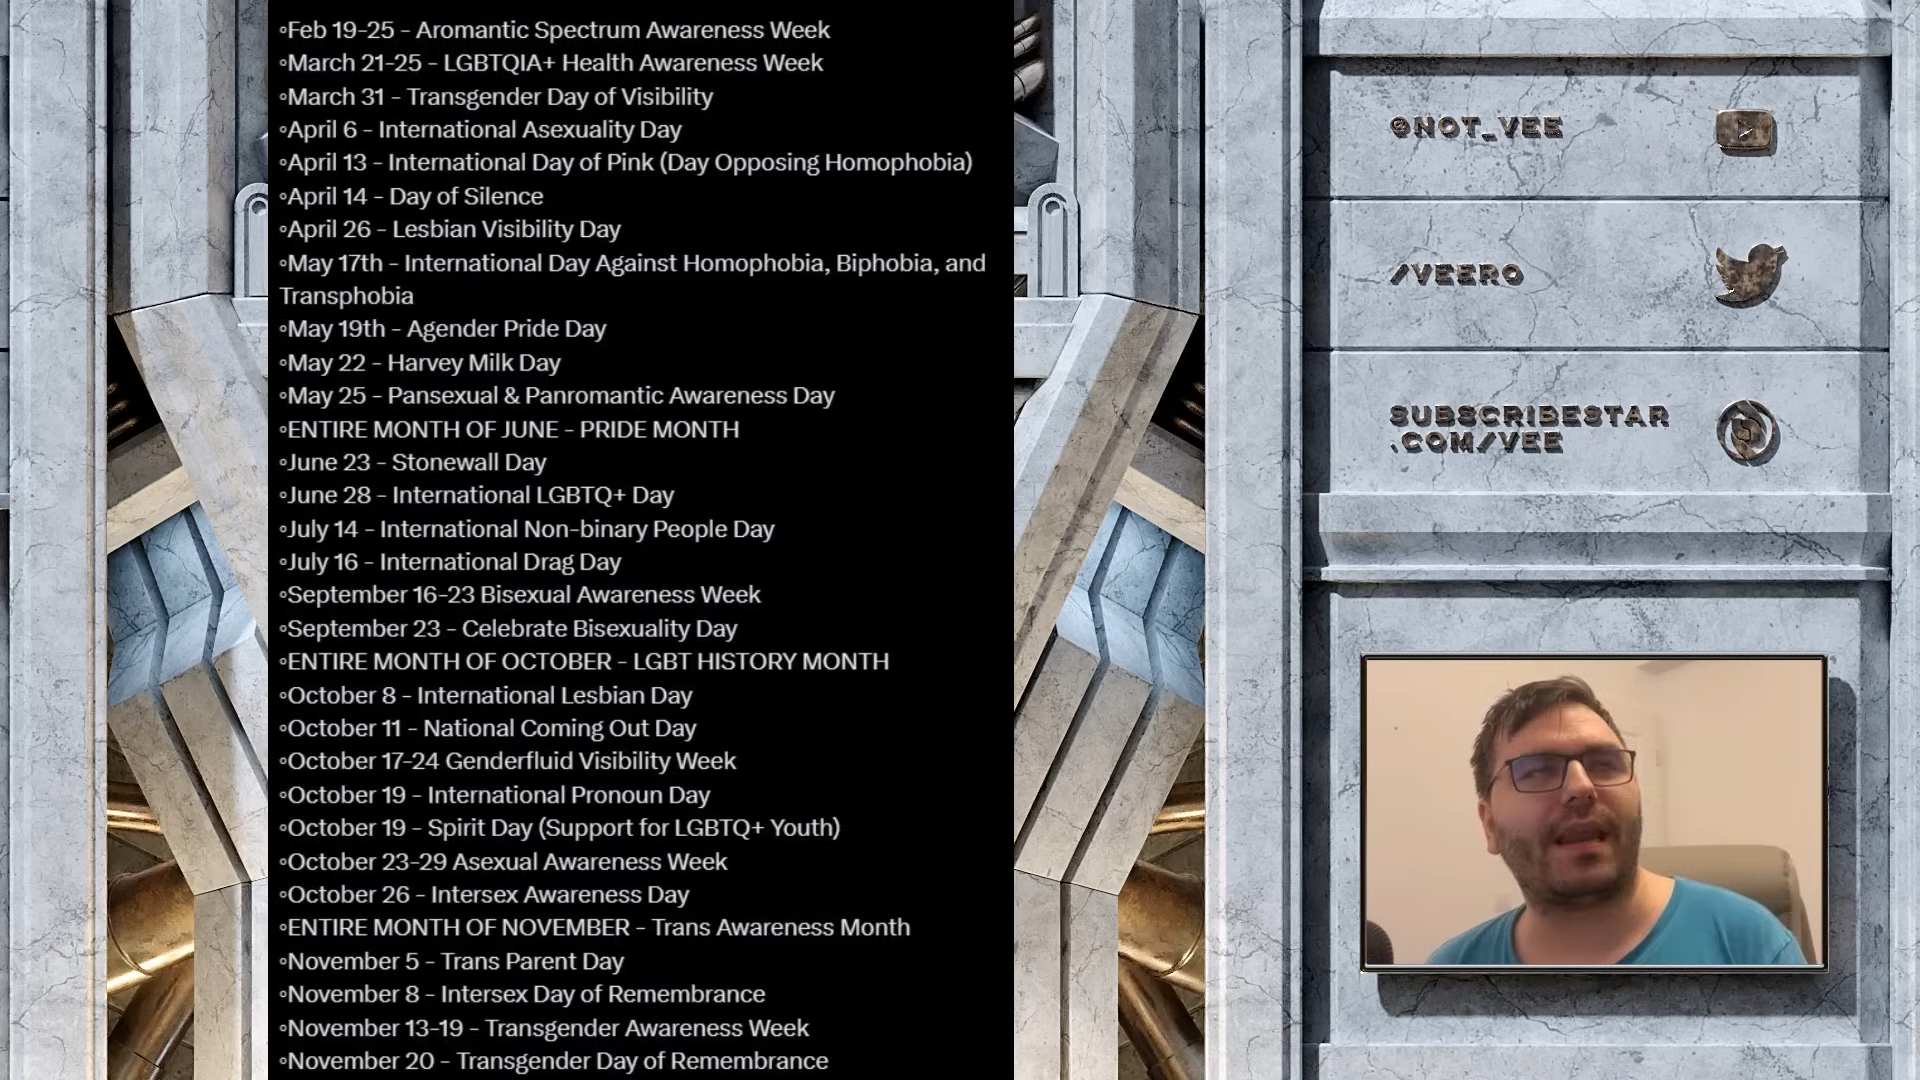 ◦Feb 19-25 - Aromantic Spectrum Awareness Week
◦March 21-25 - LGBTQIA+ Health Awareness Week
◦March 31 - Transgender Day of Visibility
◦April 6 - International Asexuality Day
◦April 13 - International Day of Pink (Day Opposing Homophobia)
◦April 14 - Day of Silence
◦April 26 - Lesbian Visibility Day
◦May 17th - International Day Against Homophobia, Biphobia, and
Transphobia
◦May 19th - Agender Pride Day
◦May 22 - Harvey Milk Day
◦May 25 - Pansexual & Panromantic Awareness Day
◦ENTIRE MONTH OF JUNE - PRIDE MONTH
◦June 23 - Stonewall Day
◦June 28 - International LGBTQ+ Day
◦July 14 - International Non-binary People Day
◦July 16 - International Drag Day
◦September 16-23 Bisexual Awareness Week
◦September 23 - Celebrate Bisexuality Day
◦ENTIRE MONTH OF OCTOBER - LGBT HISTORY MONTH
◦October 8 - International Lesbian Day
◦October 11 - National Coming Out Day
◦October 17-24 Genderfluid Visibility Week
◦October 19 - International Pronoun Day
◦October 19 - Spirit Day (Support for LGBTQ+ Youth)
◦October 23-29 Asexual Awareness Week
◦October 26 - Intersex Awareness Day
◦ENTIRE MONTH OF NOVEMBER - Trans Awareness Month
◦November 5 - Trans Parent Day
◦November 8 - Intersex Day of Remembrance
◦November 13-19 - Transgender Awareness Week
◦November 20 - Transgender Day of Remembrance
@NOT_VEE
/VEERO
SUBSCRIBESTAR
.COM/VEE